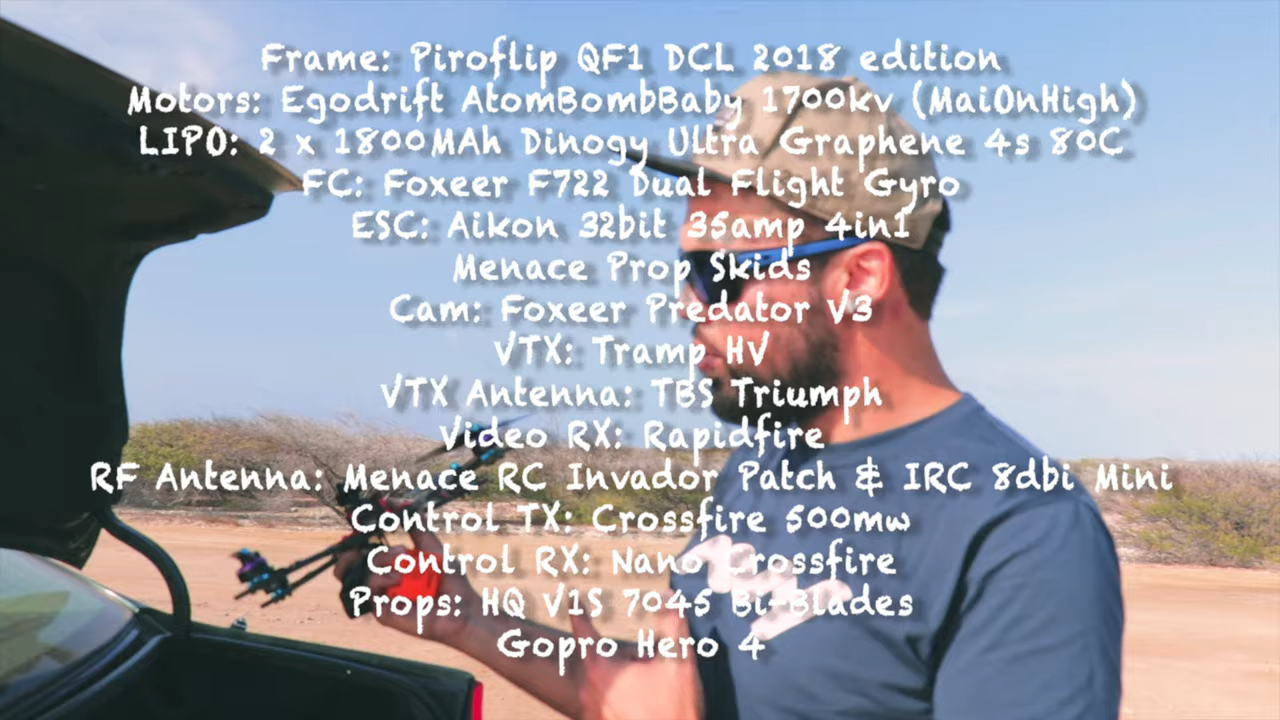 Frame: Piroflip QF1 DCL 2018 edition
Motors: Egodrift AtomBombBaby 1700kv (MaiOnHigh)
LIPO: 2 x 1800MAh Dinogy Ultra Graphene 4s 80C
FC: Foxeer F722 Dual Flight Gyro
ESC: Aikon 32bit 35amp 4in1
Menace Prop Skids
Cam: Foxeer Predator V3
VTX: Tramp HV
VTX Antenna: TBS Triumph
Video RX: Rapidfire
RF Antenna: Menace RC Invador Patch & IRC 8dbi Mini
Control TX: Crossfire 500mw
Control RX: Nano Crossfire
Props: HQ V1S 7045 Bi-Blades
Gopro Hero 4